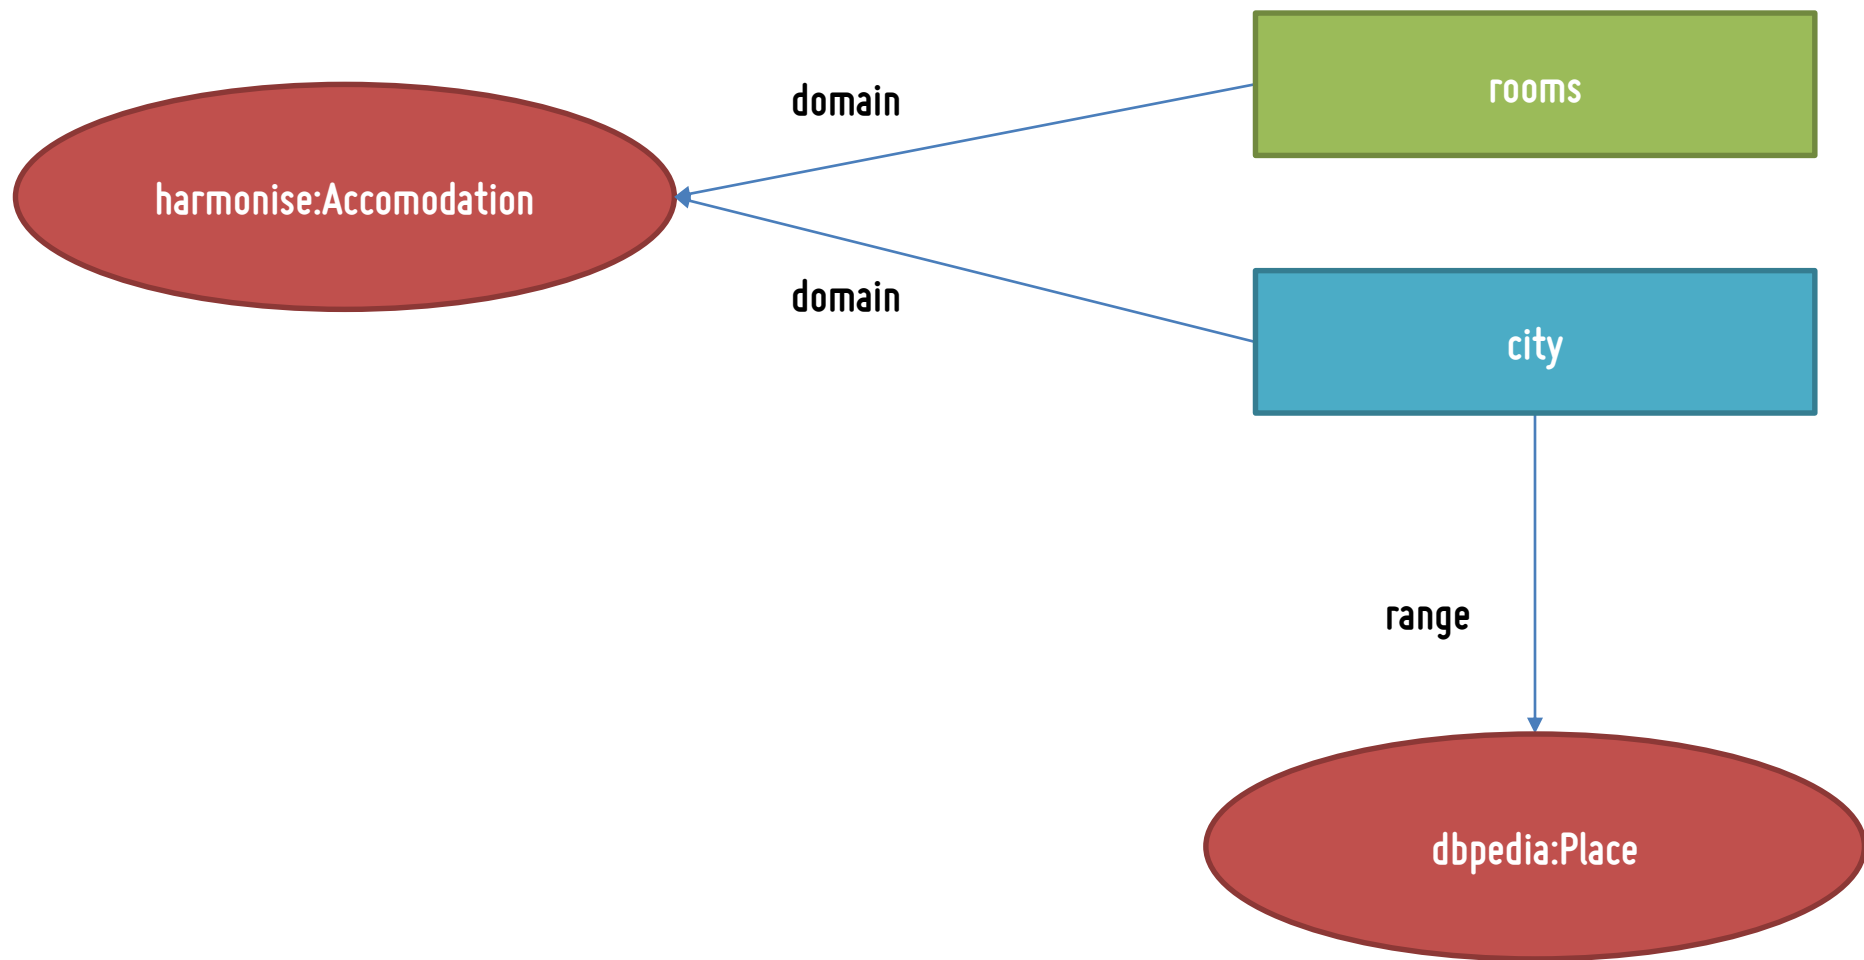 rooms
domain
harmonise:Accomodation
domain
city
range
dbpedia:Place